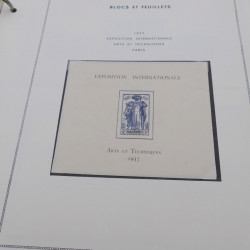 BLOCS ET FEUILLETS
1937
EXPOSITION INTERNATIONALE
ARTS ET TECHNIQUES
PARIS
EXPOSITION INTERNATIONALE
ARTS ET TECHNIQUES
1937